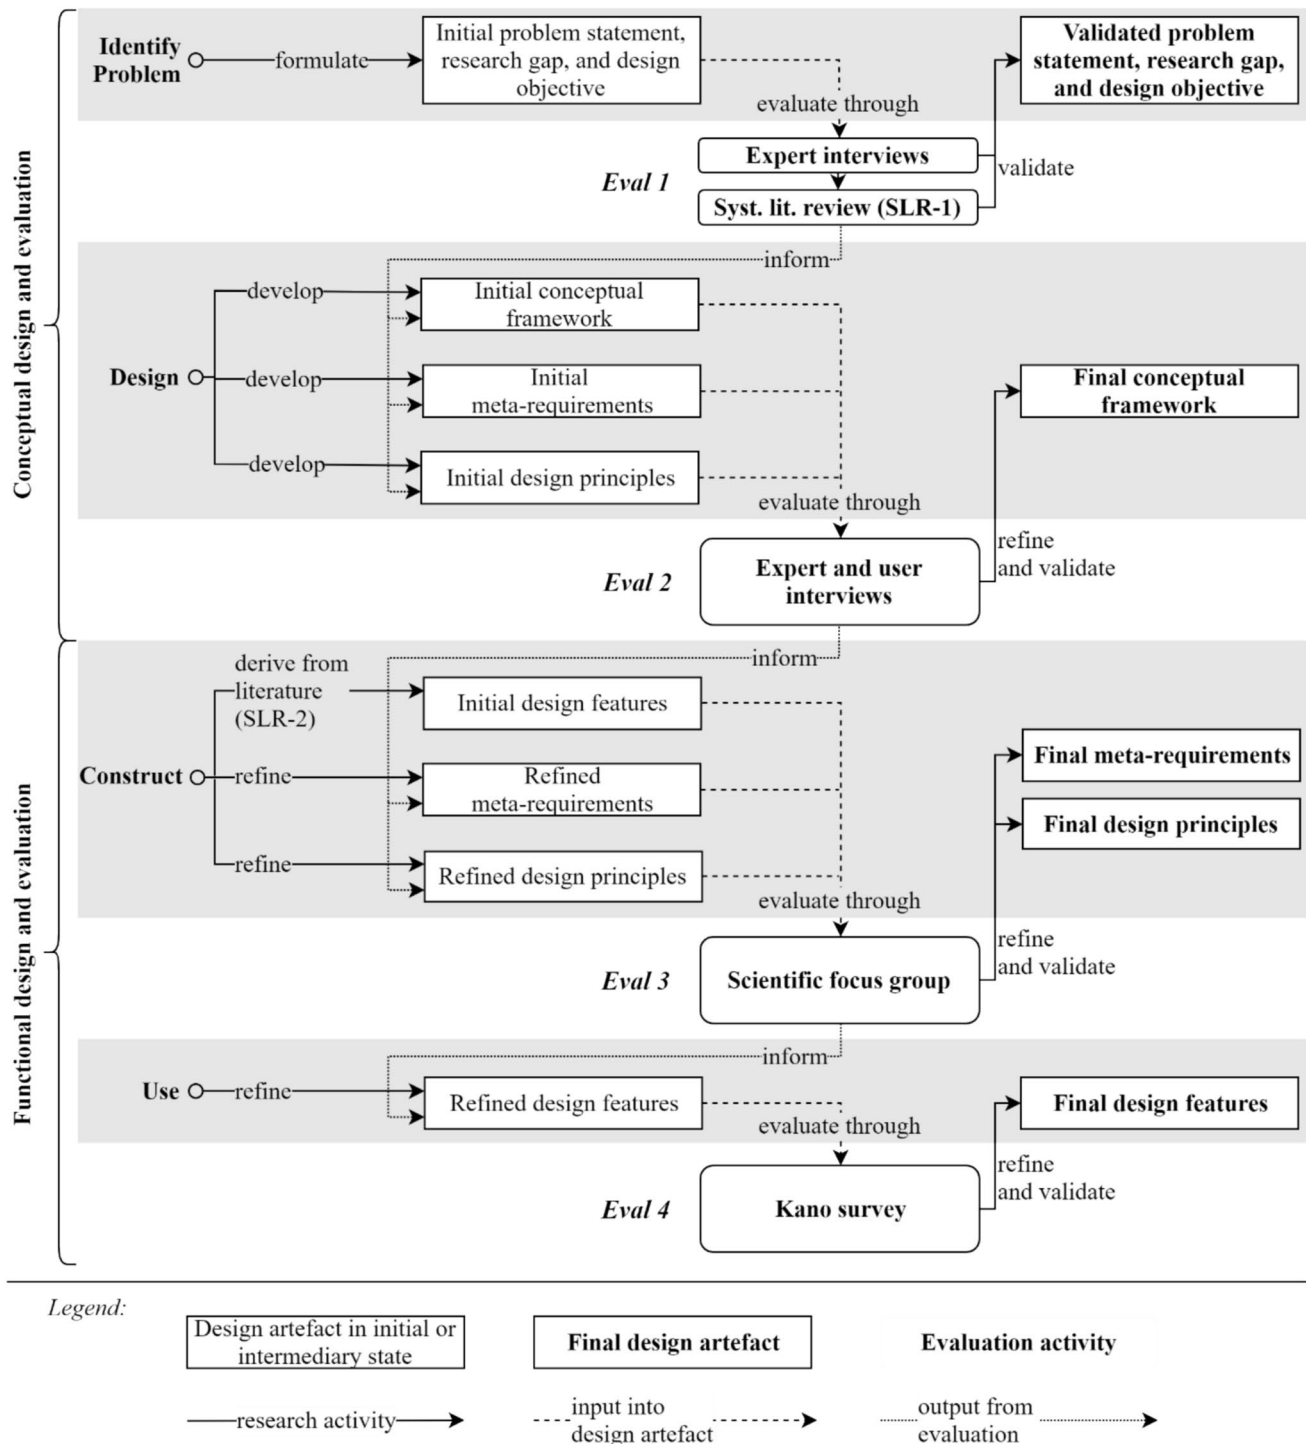 Conceptual design and evaluation
Identify
Problem
formulate
Initial problem statement,
research gap, and design
objective
evaluate through
Validated problem
statement, research gap,
and design objective
Eval 1
Expert interviews
Syst. lit. review (SLR-1)
validate
inform
Design
develop
Initial conceptual
framework
develop
Initial
meta-requirements
develop
Initial design principles
evaluate through
Final conceptual
framework
Eval 2
Expert and user
interviews
refine
and validate
Functional design and evaluation
inform
Construct
derive from
literature
(SLR-2)
Initial design features
refine
Refined
meta-requirements
refine
Refined design principles
evaluate through
Final meta-requirements
Final design principles
Eval 3
Scientific focus group
refine
and validate
inform
Use
refine
Refined design features
evaluate through
Final design features
Eval 4
Kano survey
refine
and validate
Legend:
Design artefact in initial or
intermediary state
Final design artefact
Evaluation activity
research activity
input into
design artefact
output from
evaluation